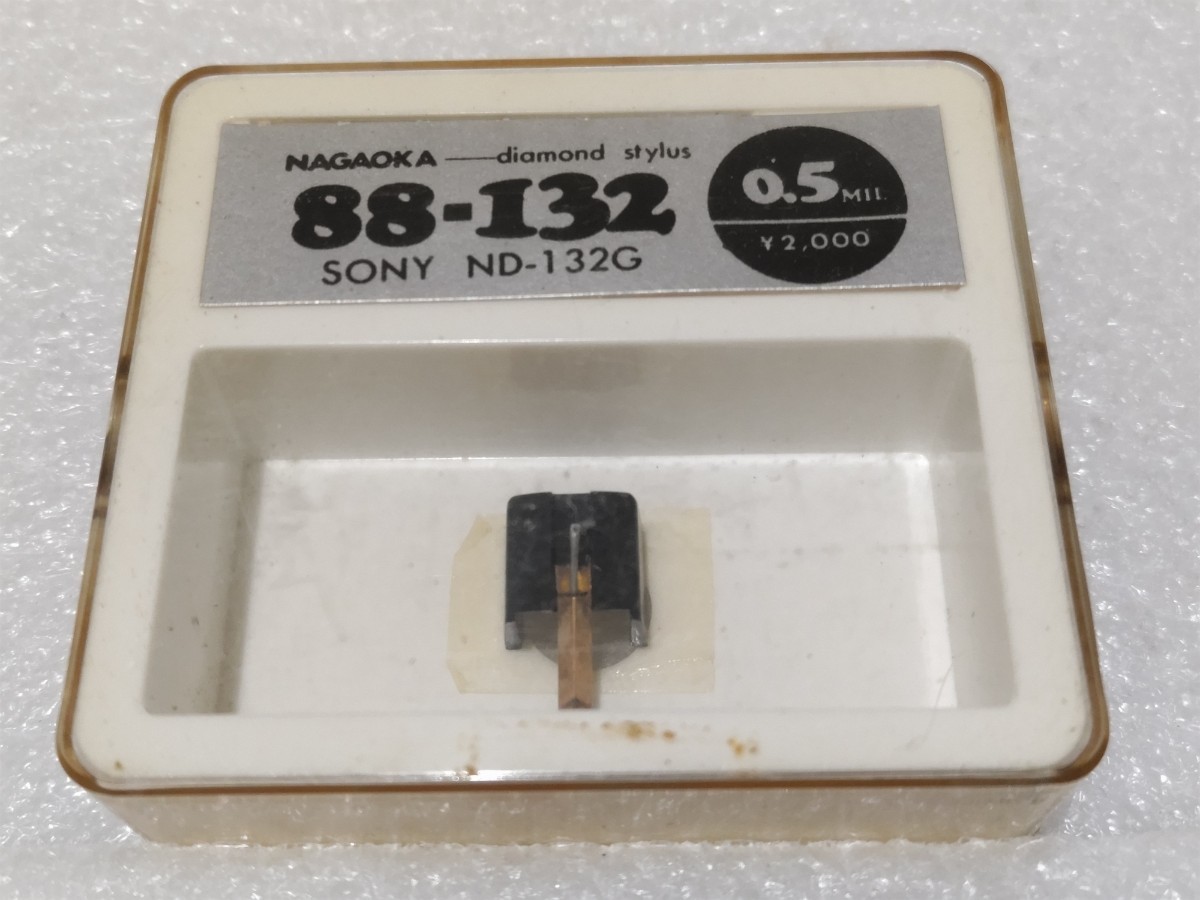 NAGAOKA —— diamond stylus
88-132
SONY ND-132G
0.5 MIL
¥2,000